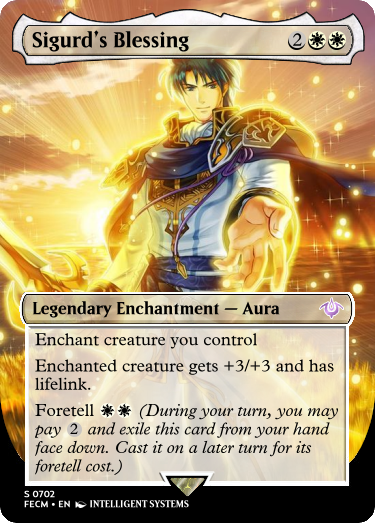 Sigurd's Blessing 2
Legendary Enchantment — Aura
Enchant creature you control
Enchanted creature gets +3/+3 and has
lifelink.
Foretell (During your turn, you may
pay 2 and exile this card from your hand
face down. Cast it on a later turn for its
foretell cost.)
S 0702
FECM • EN INTELLIGENT SYSTEMS